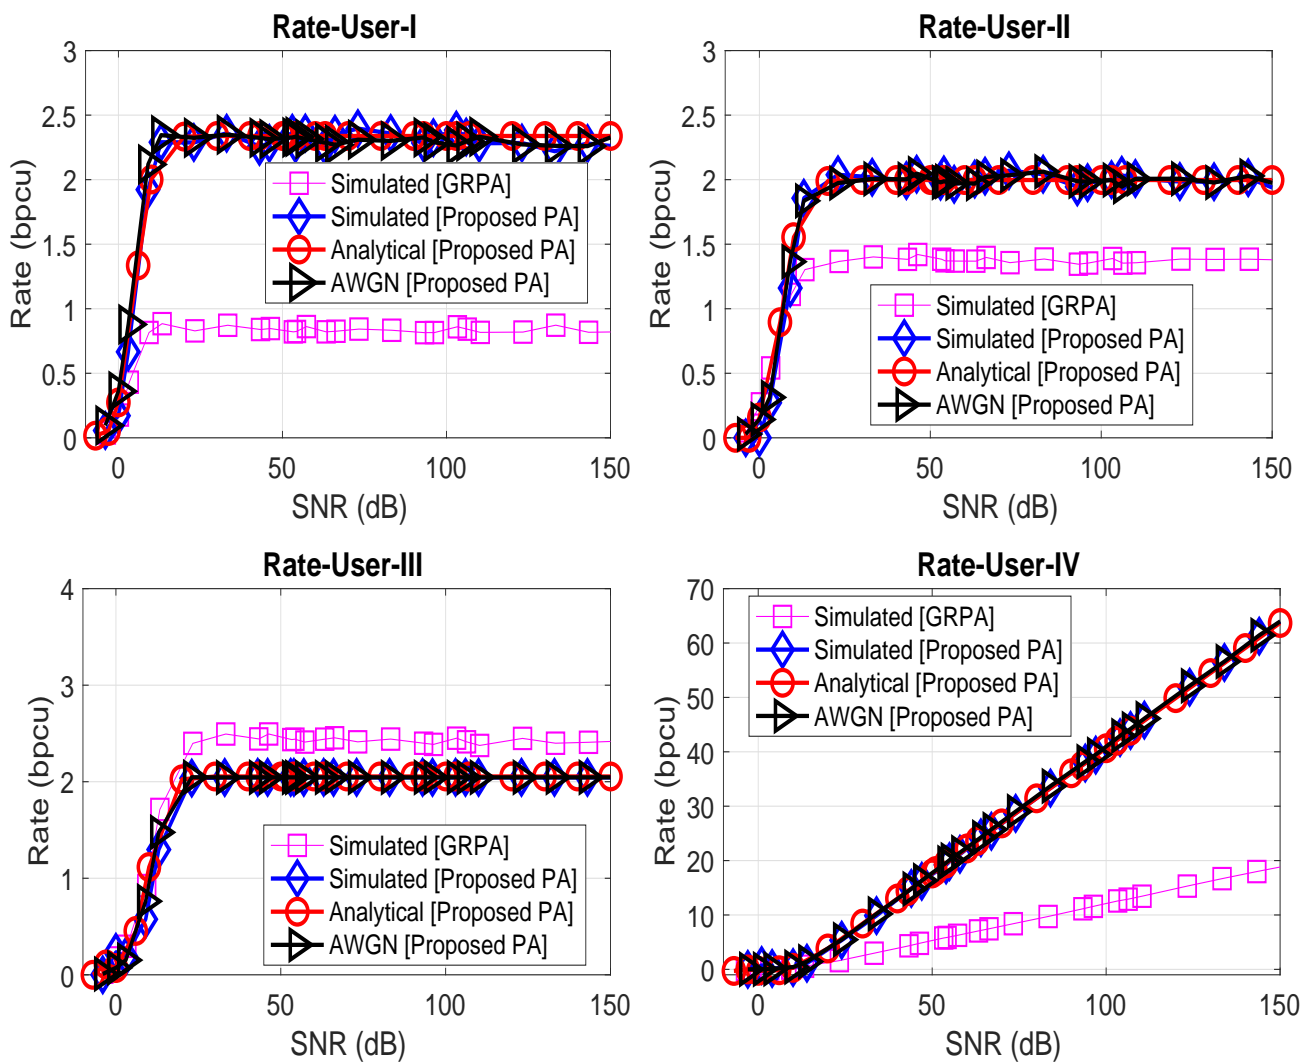 Rate-User-I
3
2.5
2
1.5
1
0.5
0
Rate (bpcu)
Simulated [GRPA]
Simulated [Proposed PA]
Analytical [Proposed PA]
AWGN [Proposed PA]
0 50 100 150
SNR (dB)
Rate-User-II
3
2.5
2
1.5
1
0.5
0
Rate (bpcu)
Simulated [GRPA]
Simulated [Proposed PA]
Analytical [Proposed PA]
AWGN [Proposed PA]
0 50 100 150
SNR (dB)
Rate-User-III
4
3
2
1
0
Rate (bpcu)
Simulated [GRPA]
Simulated [Proposed PA]
Analytical [Proposed PA]
AWGN [Proposed PA]
0 50 100 150
SNR (dB)
Rate-User-IV
70
60
50
40
30
20
10
0
Rate (bpcu)
Simulated [GRPA]
Simulated [Proposed PA]
Analytical [Proposed PA]
AWGN [Proposed PA]
0 50 100 150
SNR (dB)